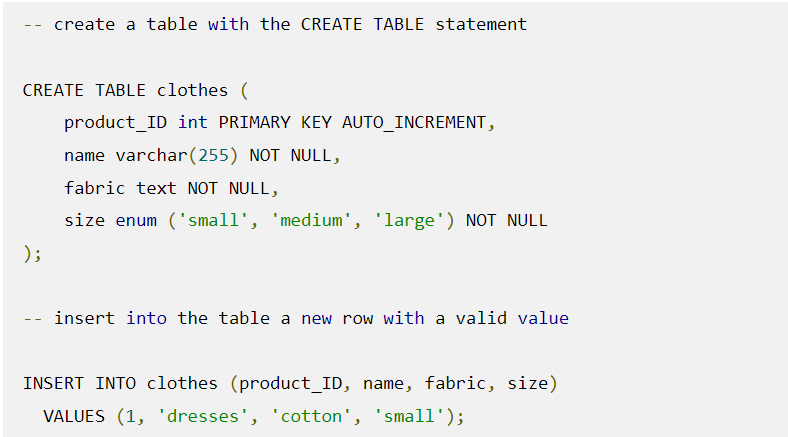 -- create a table with the CREATE TABLE statement
CREATE TABLE clothes (
    product_ID int PRIMARY KEY AUTO_INCREMENT,
    name varchar(255) NOT NULL,
    fabric text NOT NULL,
    size enum ('small', 'medium', 'large') NOT NULL
);
-- insert into the table a new row with a valid value
INSERT INTO clothes (product_ID, name, fabric, size)
  VALUES (1, 'dresses', 'cotton', 'small');